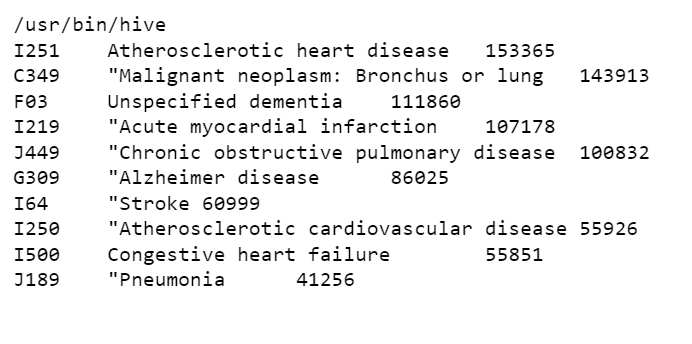 /usr/bin/hive
I251 Atherosclerotic heart disease 153365
C349 "Malignant neoplasm: Bronchus or lung 143913
F03 Unspecified dementia 111860
I219 "Acute myocardial infarction 107178
J449 "Chronic obstructive pulmonary disease 100832
G309 "Alzheimer disease 86025
I64 "Stroke 60999
I250 "Atherosclerotic cardiovascular disease 55926
I500 Congestive heart failure 55851
J189 "Pneumonia 41256